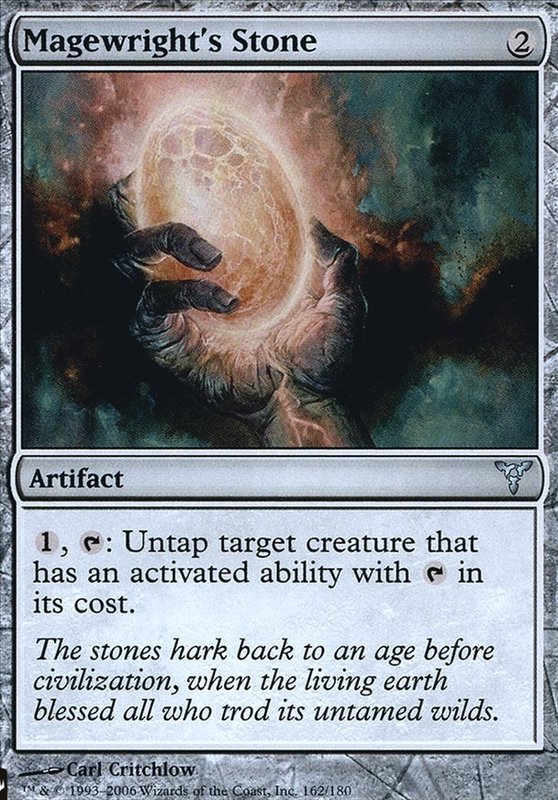 Magewright's Stone 2
Artifact
1, : Untap target creature that
has an activated ability with in
its cost.
The stones hark back to an age before
civilization, when the living earth
blessed all who trod its untamed wilds.
Carl Critchlow
™ & © 1993–2006 Wizards of the Coast, Inc. 162/180